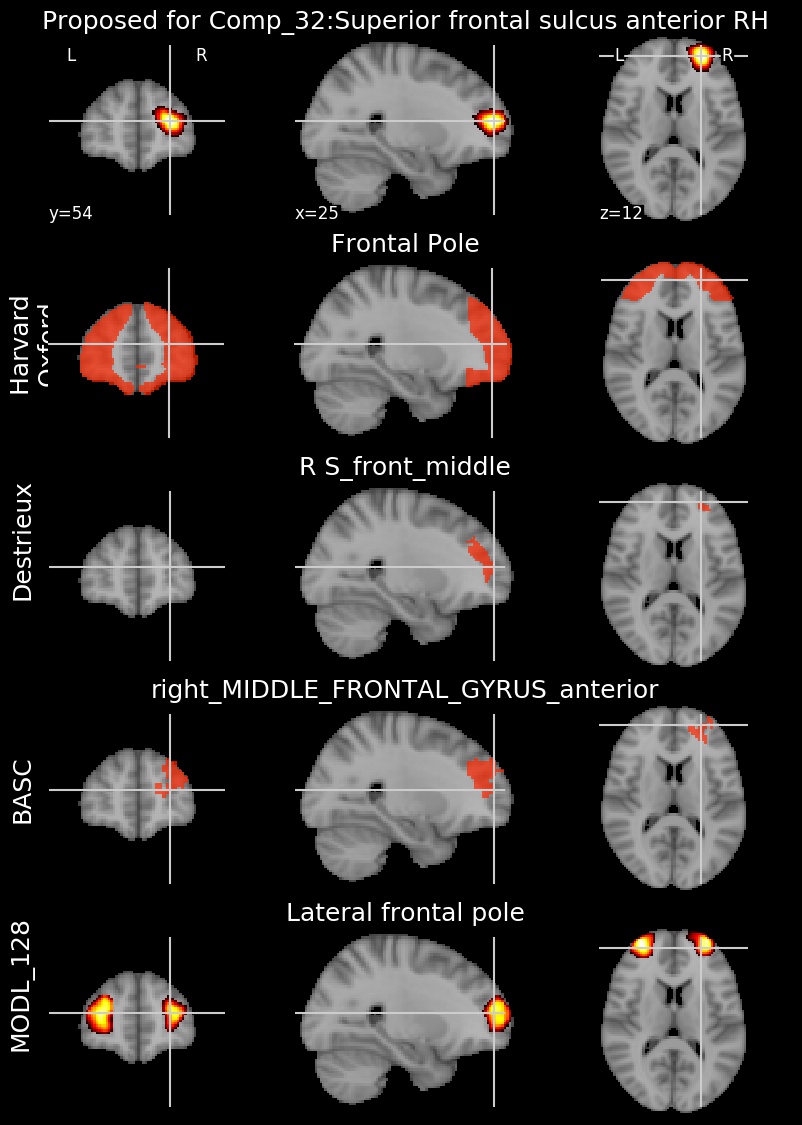 Proposed for Comp_32:Superior frontal sulcus anterior RH
L R L R
y=54 x=25 z=12
Frontal Pole
Harvard
R S_front_middle
Destrieux
right_MIDDLE_FRONTAL_GYRUS_anterior
BASC
Lateral frontal pole
MODL_128